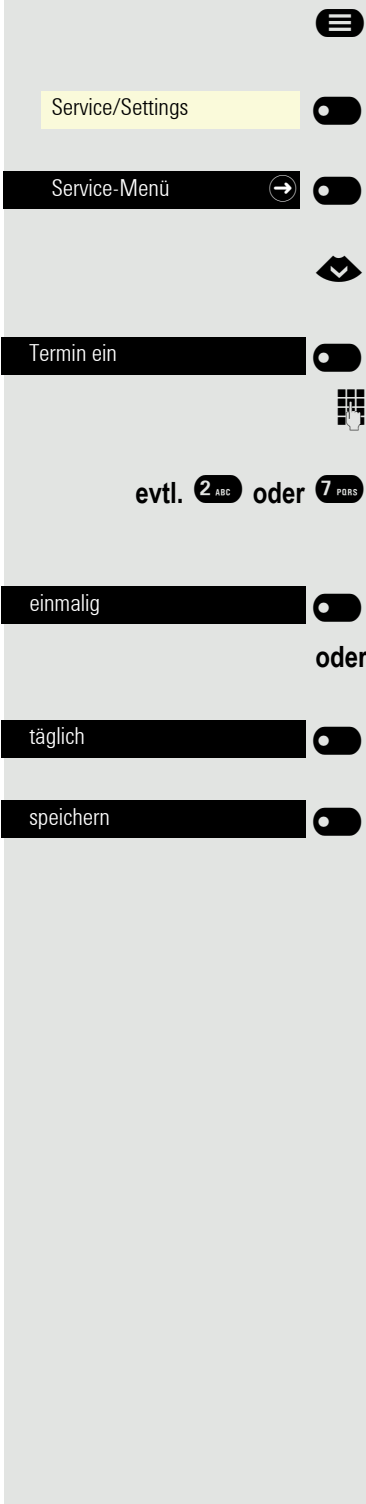 Service/Settings
Service-Menü
Termin ein
evtl. 2 ABC oder 7 PQRS
einmalig
oder
täglich
speichern